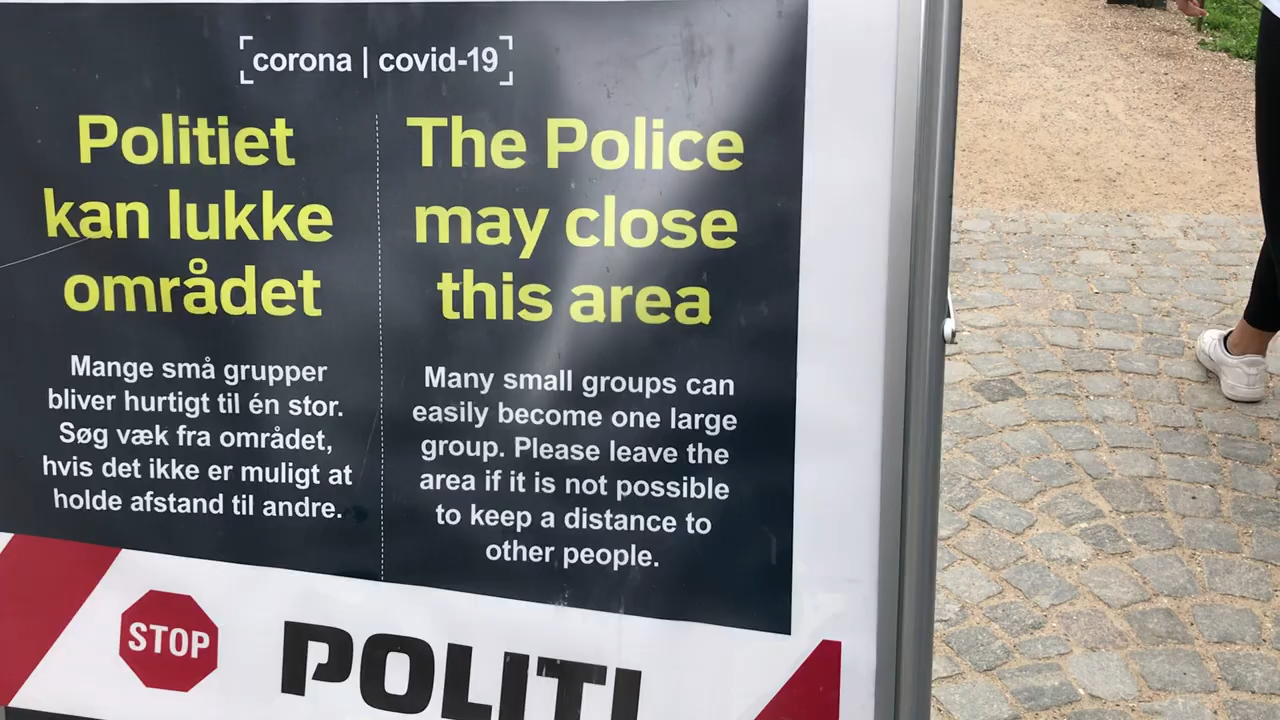 corona | covid-19
Politiet
kan lukke
området
Mange små grupper
bliver hurtigt til én stor.
Søg væk fra området,
hvis det ikke er muligt at
holde afstand til andre.
The Police
may close
this area
Many small groups can
easily become one large
group. Please leave the
area if it is not possible
to keep a distance to
other people.
STOP
POLITI